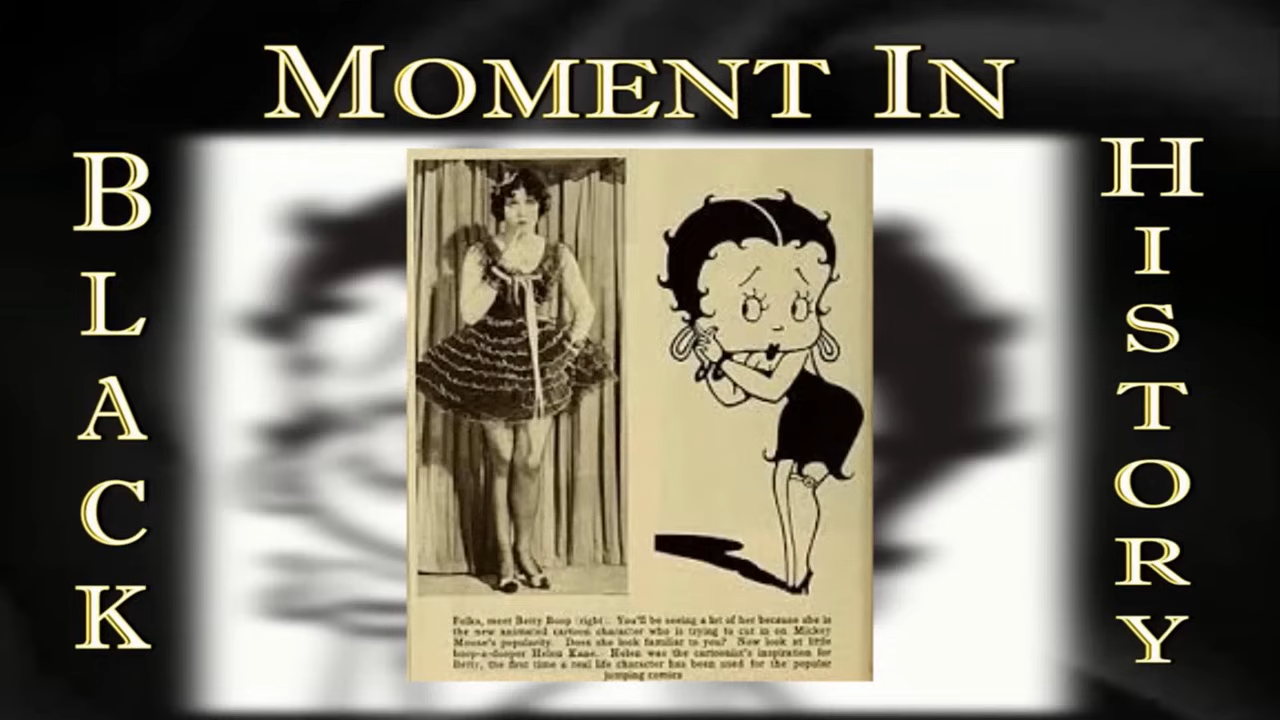 MOMENT IN
BLACK
HISTORY
Folks, meet Betty Boop (right). You'll be seeing a lot of her because she is
the new animated cartoon character who is trying to cut in on Mickey
Mouse's popularity. Does she look familiar to you? Now look at little
boop-a-dooper Helen Kane. Helen was the cartoonist's inspiration for
Betty, the first time a real life character has been used for the popular
jumping comics